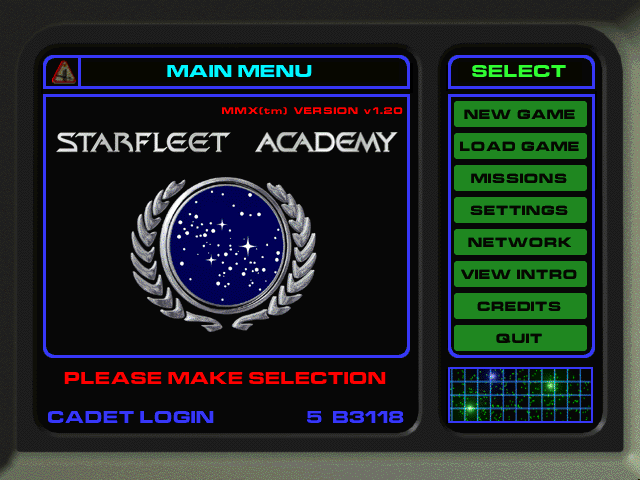 MAIN MENU
MMX(tm) VERSION v1.20
STARFLEET ACADEMY
PLEASE MAKE SELECTION
CADET LOGIN 5 B3118
SELECT
NEW GAME
LOAD GAME
MISSIONS
SETTINGS
NETWORK
VIEW INTRO
CREDITS
QUIT